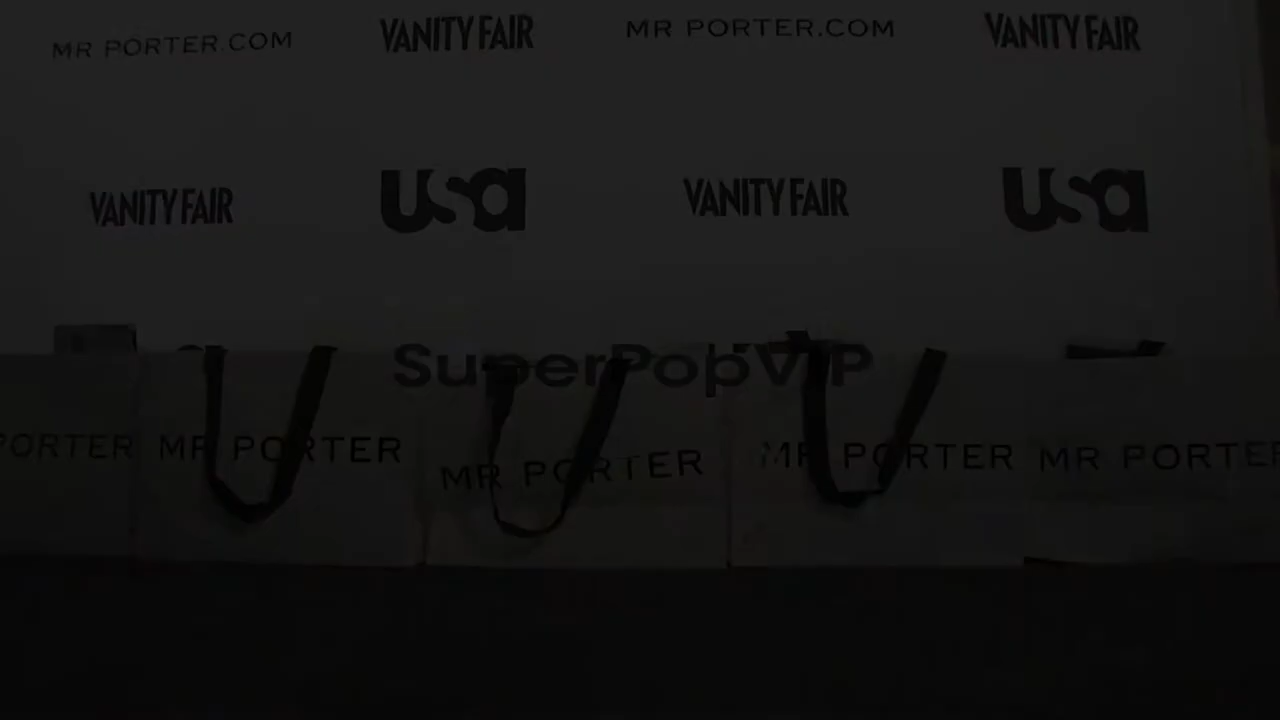 MR PORTER.COM VANITY FAIR MR PORTER.COM VANITY FAIR
VANITY FAIR usa VANITY FAIR usa
SuperPopVIP
PORTER MR PORTER MR PORTER MR PORTER MR PORTE